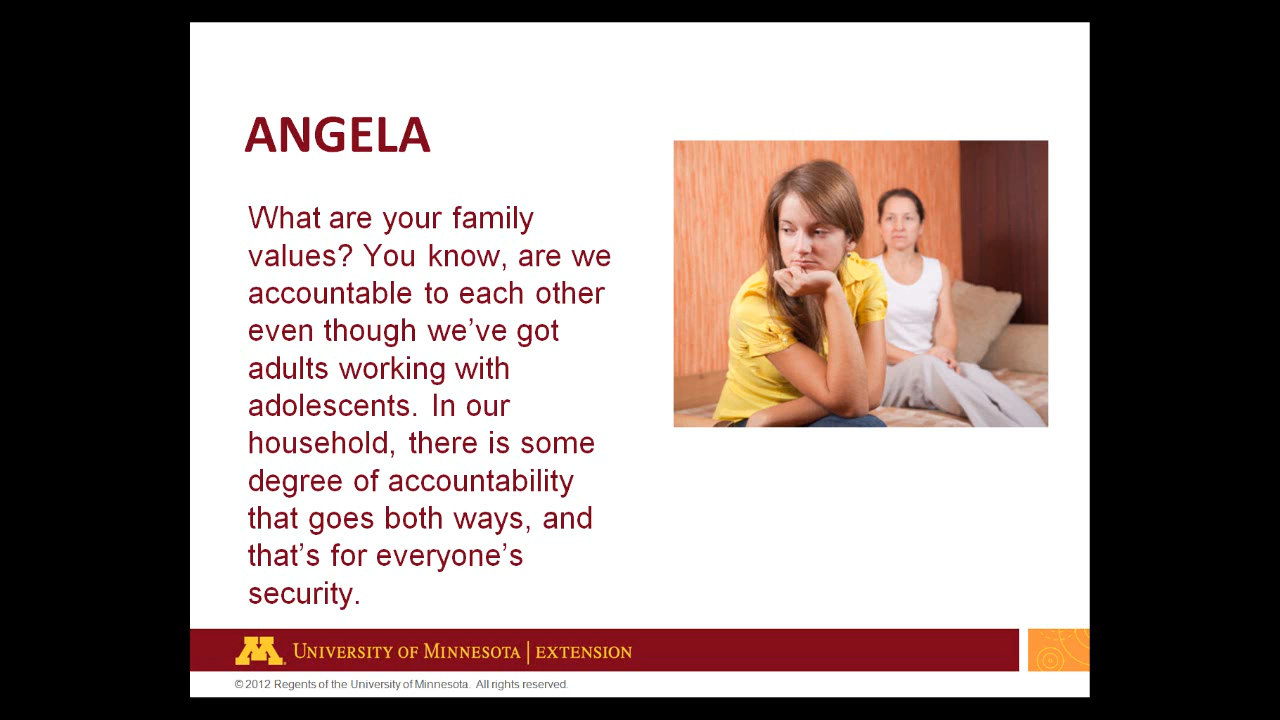 ANGELA
What are your family
values? You know, are we
accountable to each other
even though we’ve got
adults working with
adolescents. In our
household, there is some
degree of accountability
that goes both ways, and
that’s for everyone’s
security.
M
UNIVERSITY OF MINNESOTA | EXTENSION
© 2012 Regents of the University of Minnesota. All rights reserved.